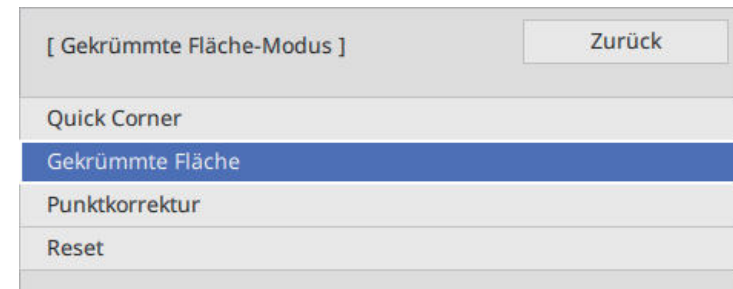 [ Gekrümmte Fläche-Modus ]
Zurück
Quick Corner
Gekrümmte Fläche
Punktkorrektur
Reset